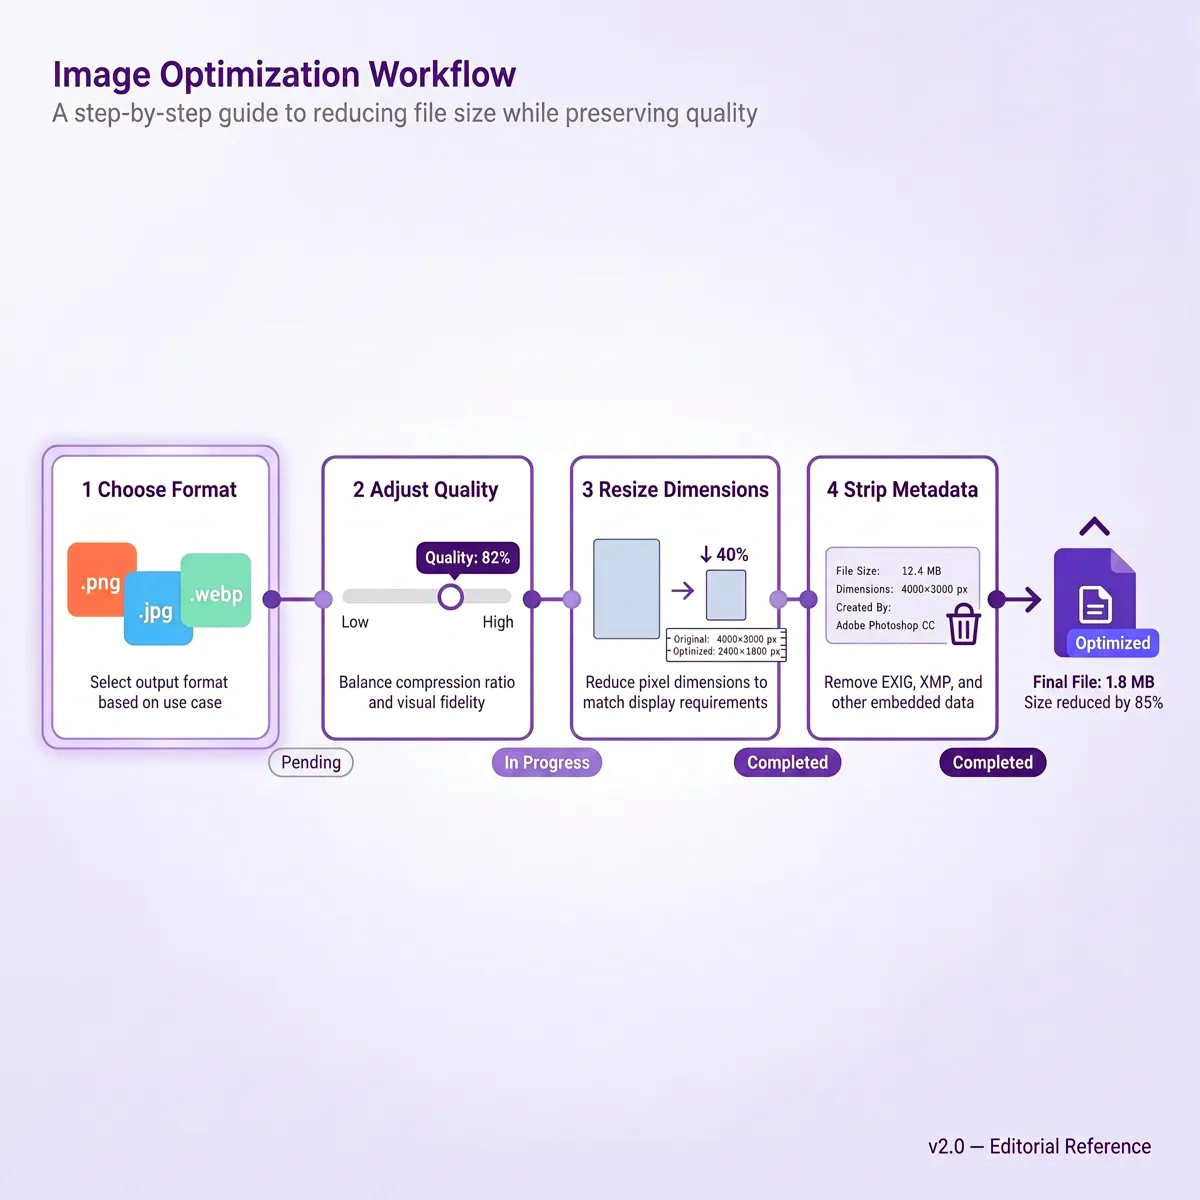 Image Optimization Workflow
A step-by-step guide to reducing file size while preserving quality
1 Choose Format
.png
.jpg
.webp
Select output format
based on use case
Pending
2 Adjust Quality
Quality: 82%
Low
High
Balance compression ratio
and visual fidelity
In Progress
3 Resize Dimensions
↓ 40%
Original: 4000×3000 px
Optinized: 2400×1800 px
Reduce pixel dimensions to
match display requirements
Completed
4 Strip Metadata
File Size: 12.4 MB
Dimensions: 4000×3000 px
Created By:
Adobe Photoshop CC
Remove EXIG, XMP, and
other embedded data
Completed
Optimized
Final File: 1.8 MB
Size reduced by 85%
v2.0 — Editorial Reference